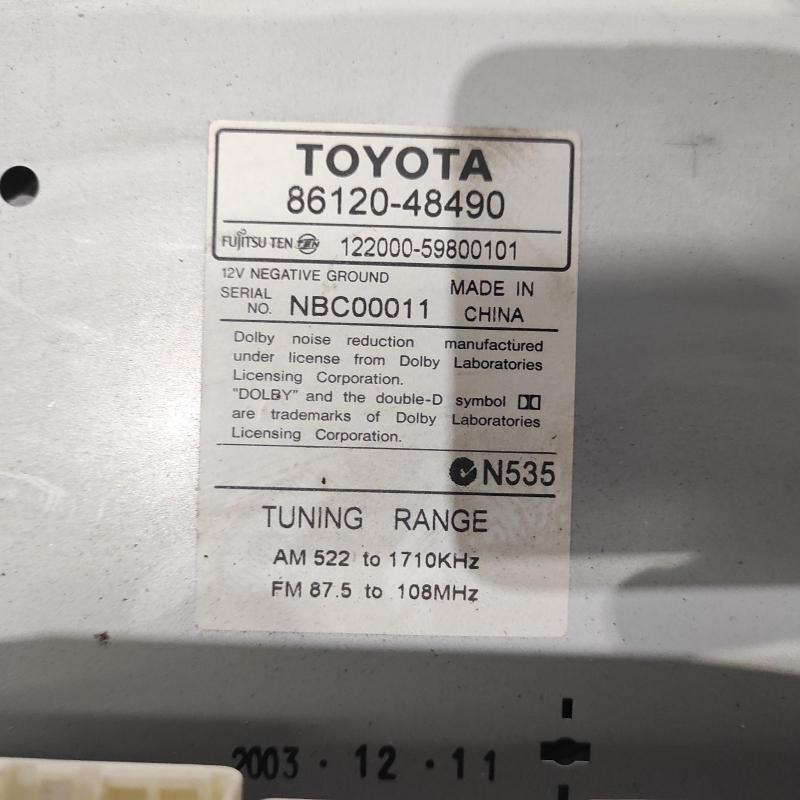 TOYOTA
86120-48490
FUJITSU TEN TEN 122000-59800101
12V NEGATIVE GROUND
SERIAL NO. NBC00011
MADE IN CHINA
Dolby noise reduction manufactured
under license from Dolby Laboratories
Licensing Corporation.
"DOLBY" and the double-D symbol
are trademarks of Dolby Laboratories
Licensing Corporation.
N535
TUNING RANGE
AM 522 to 1710KHz
FM 87.5 to 108MHz
2003・12・11